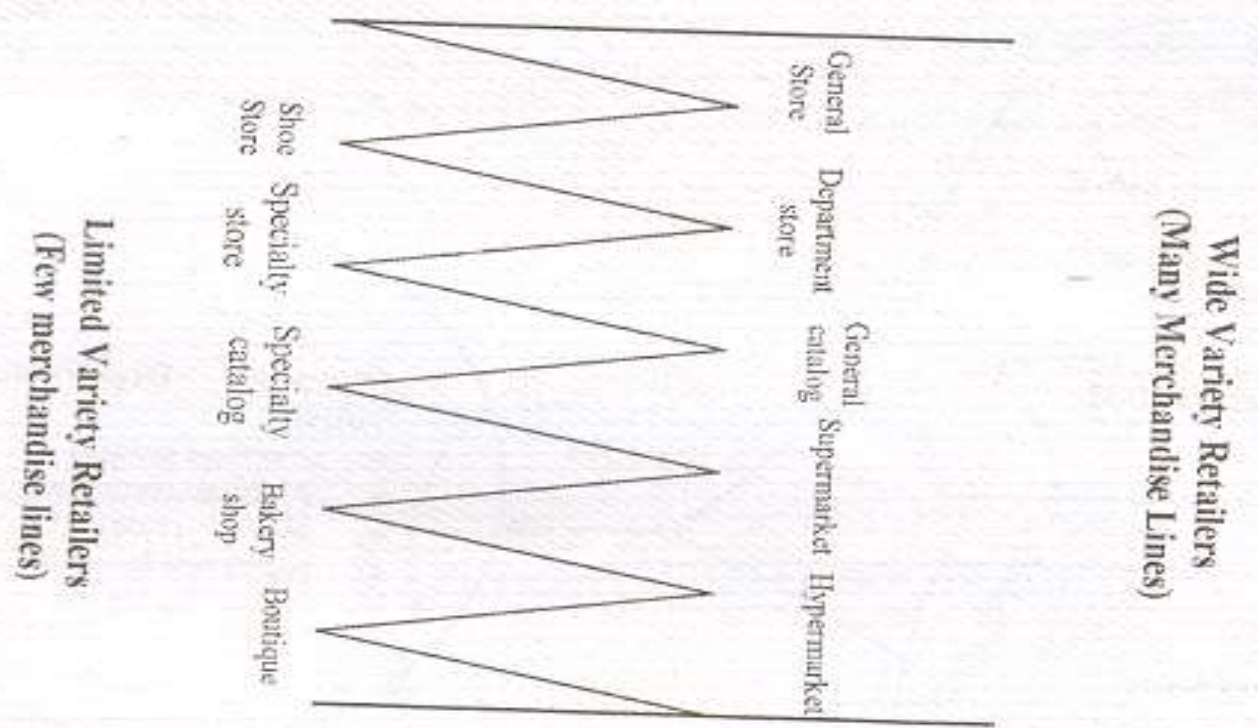 Wide Variety Retailers
(Many Merchandise Lines)
General
Store
Department
store
General
catalog
Supermarket
Hypermarket
Shoe
Store
Specialty
store
Specialty
catalog
Bakery
shop
Boutique
Limited Variety Retailers
(Few merchandise lines)